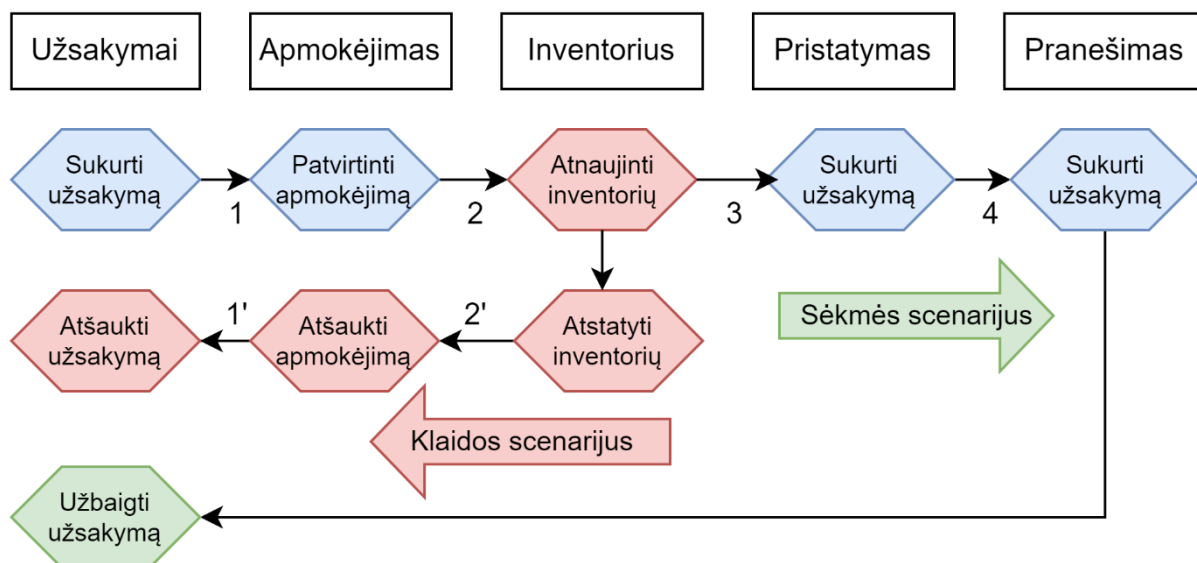 Užsakymai
Apmokėjimas
Inventorius
Pristatymas
Pranešimas
Sukurti
užsakymą
1
Patvirtinti
apmokėjimą
2
Atnaujinti
inventorių
3
Sukurti
užsakymą
4
Sukurti
užsakymą
Atšaukti
užsakymą
1'
Atšaukti
apmokėjimą
2'
Atstatyti
inventorių
Sėkmės scenarijus
Klaidos scenarijus
Užbaigti
užsakymą